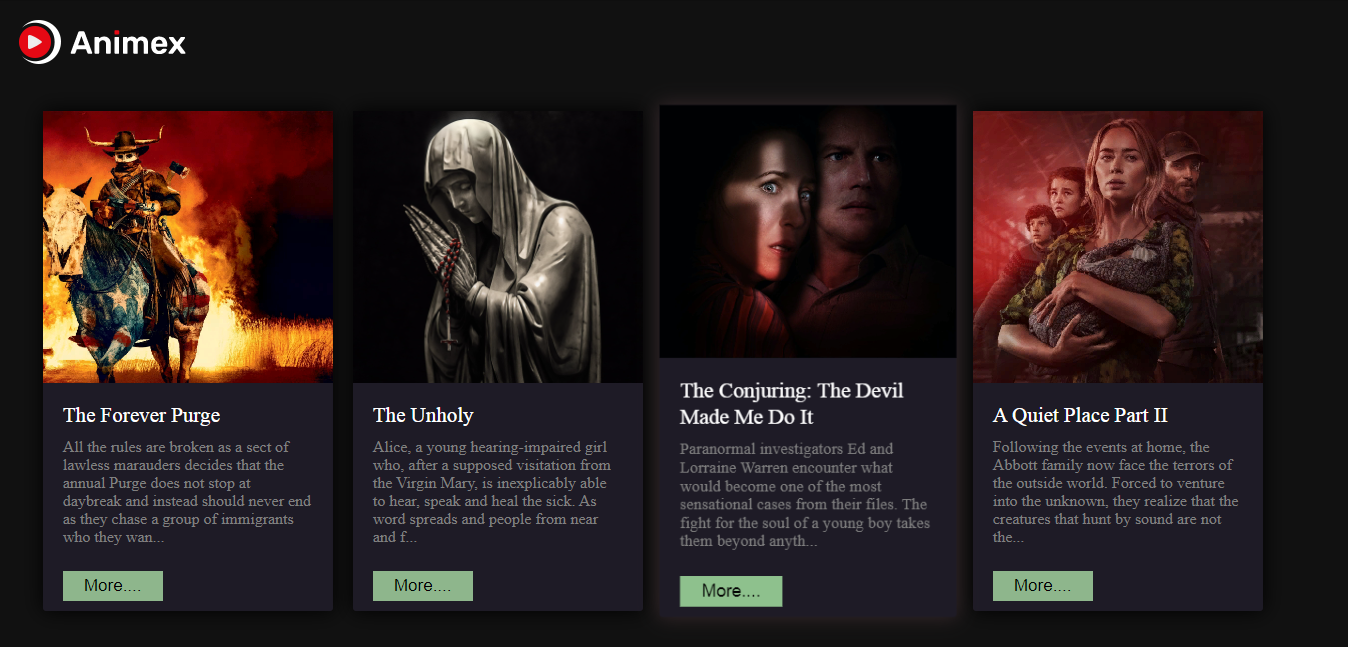 Animex
The Forever Purge
All the rules are broken as a sect of
lawless marauders decides that the
annual Purge does not stop at
daybreak and instead should never end
as they chase a group of immigrants
who they wan...
More....
The Unholy
Alice, a young hearing-impaired girl
who, after a supposed visitation from
the Virgin Mary, is inexplicably able
to hear, speak and heal the sick. As
word spreads and people from near
and f...
More....
The Conjuring: The Devil
Made Me Do It
Paranormal investigators Ed and
Lorraine Warren encounter what
would become one of the most
sensational cases from their files. The
fight for the soul of a young boy takes
them beyond anyth...
More....
A Quiet Place Part II
Following the events at home, the
Abbott family now face the terrors of
the outside world. Forced to venture
into the unknown, they realize that the
creatures that hunt by sound are not
the...
More....